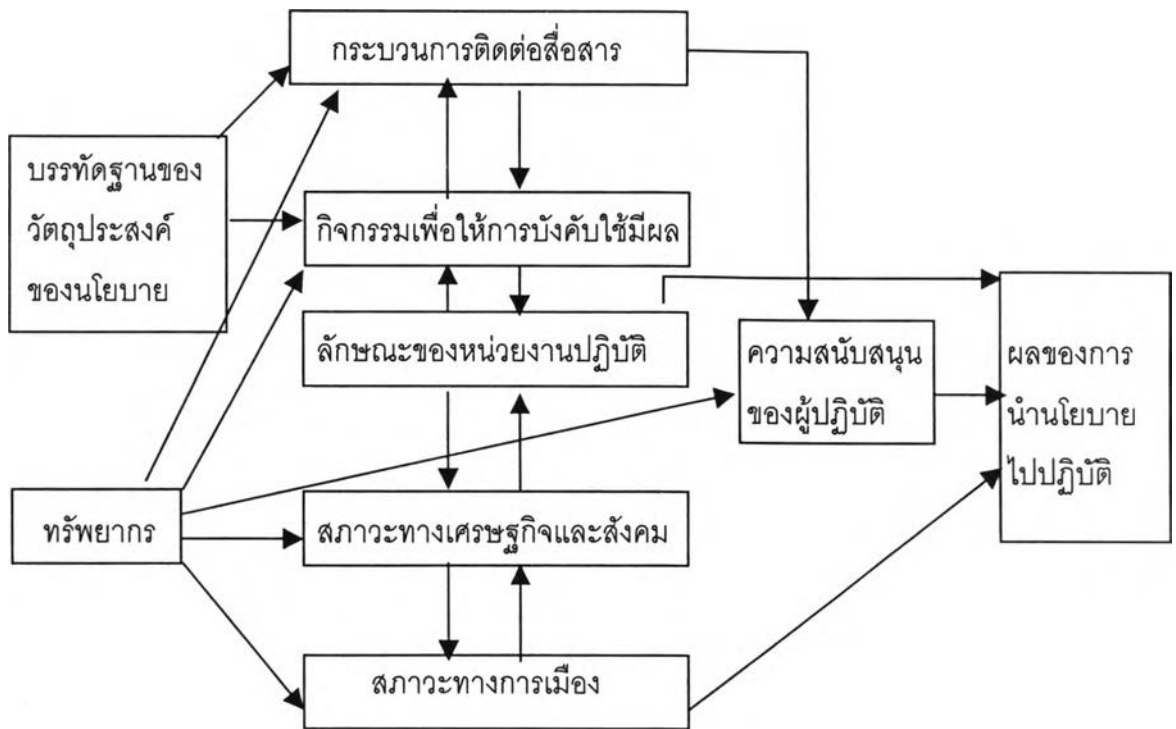 กระบวนการติดต่อสื่อสาร
บรรทัดฐานของ
วัตถุประสงค์
ของนโยบาย
กิจกรรมเพื่อให้การบังคับใช้มีผล
ลักษณะของหน่วยงานปฏิบัติ
ความสนับสนุน
ของผู้ปฏิบัติ
ผลของการ
นำนโยบาย
ไปปฏิบัติ
ทรัพยากร
สภาวะทางเศรษฐกิจและสังคม
สภาวะทางการเมือง